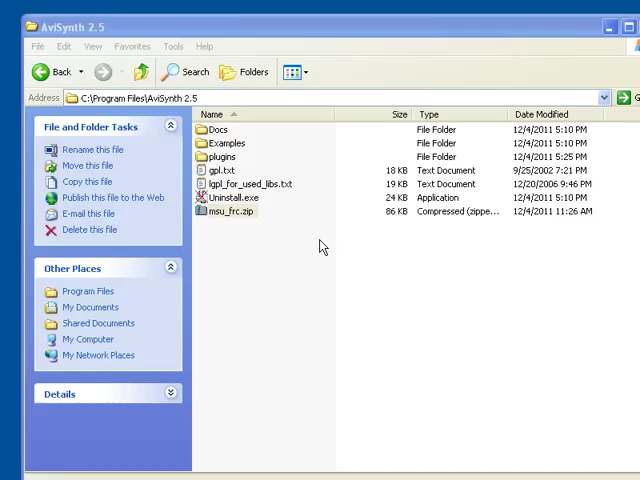 AviSynth 2.5
File Edit View Favorites Tools Help
Back Search Folders
Address C:\Program Files\AviSynth 2.5 G
File and Folder Tasks
Rename this file
Move this file
Copy this file
Publish this file to the Web
E-mail this file
Delete this file
Other Places
Program Files
My Documents
Shared Documents
My Computer
My Network Places
Details
Name Size Type Date Modified
Docs File Folder 12/4/2011 5:10 PM
Examples File Folder 12/4/2011 5:10 PM
plugins File Folder 12/4/2011 5:25 PM
gpl.txt 18 KB Text Document 9/25/2002 7:21 PM
lgpl_for_used_libs.txt 19 KB Text Document 12/20/2006 9:46 PM
Uninstall.exe 24 KB Application 12/4/2011 5:10 PM
msu_frc.zip 86 KB Compressed (zippe... 12/4/2011 11:26 AM